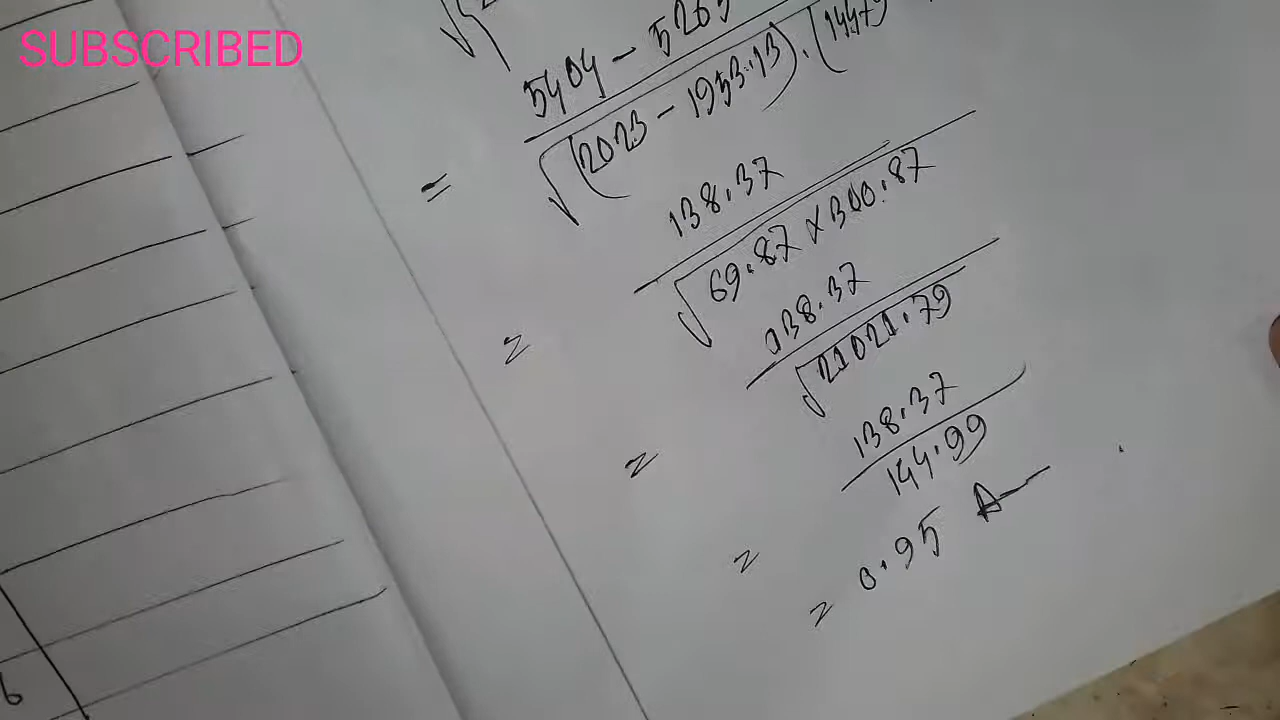 SUBSCRIBED
5404 - 5265
= √(2023 - 1953.13) . (1447
138.37
= √69.87 × 300.87
138.37
= √21021.79
138.37
= 144.99
= 0.95